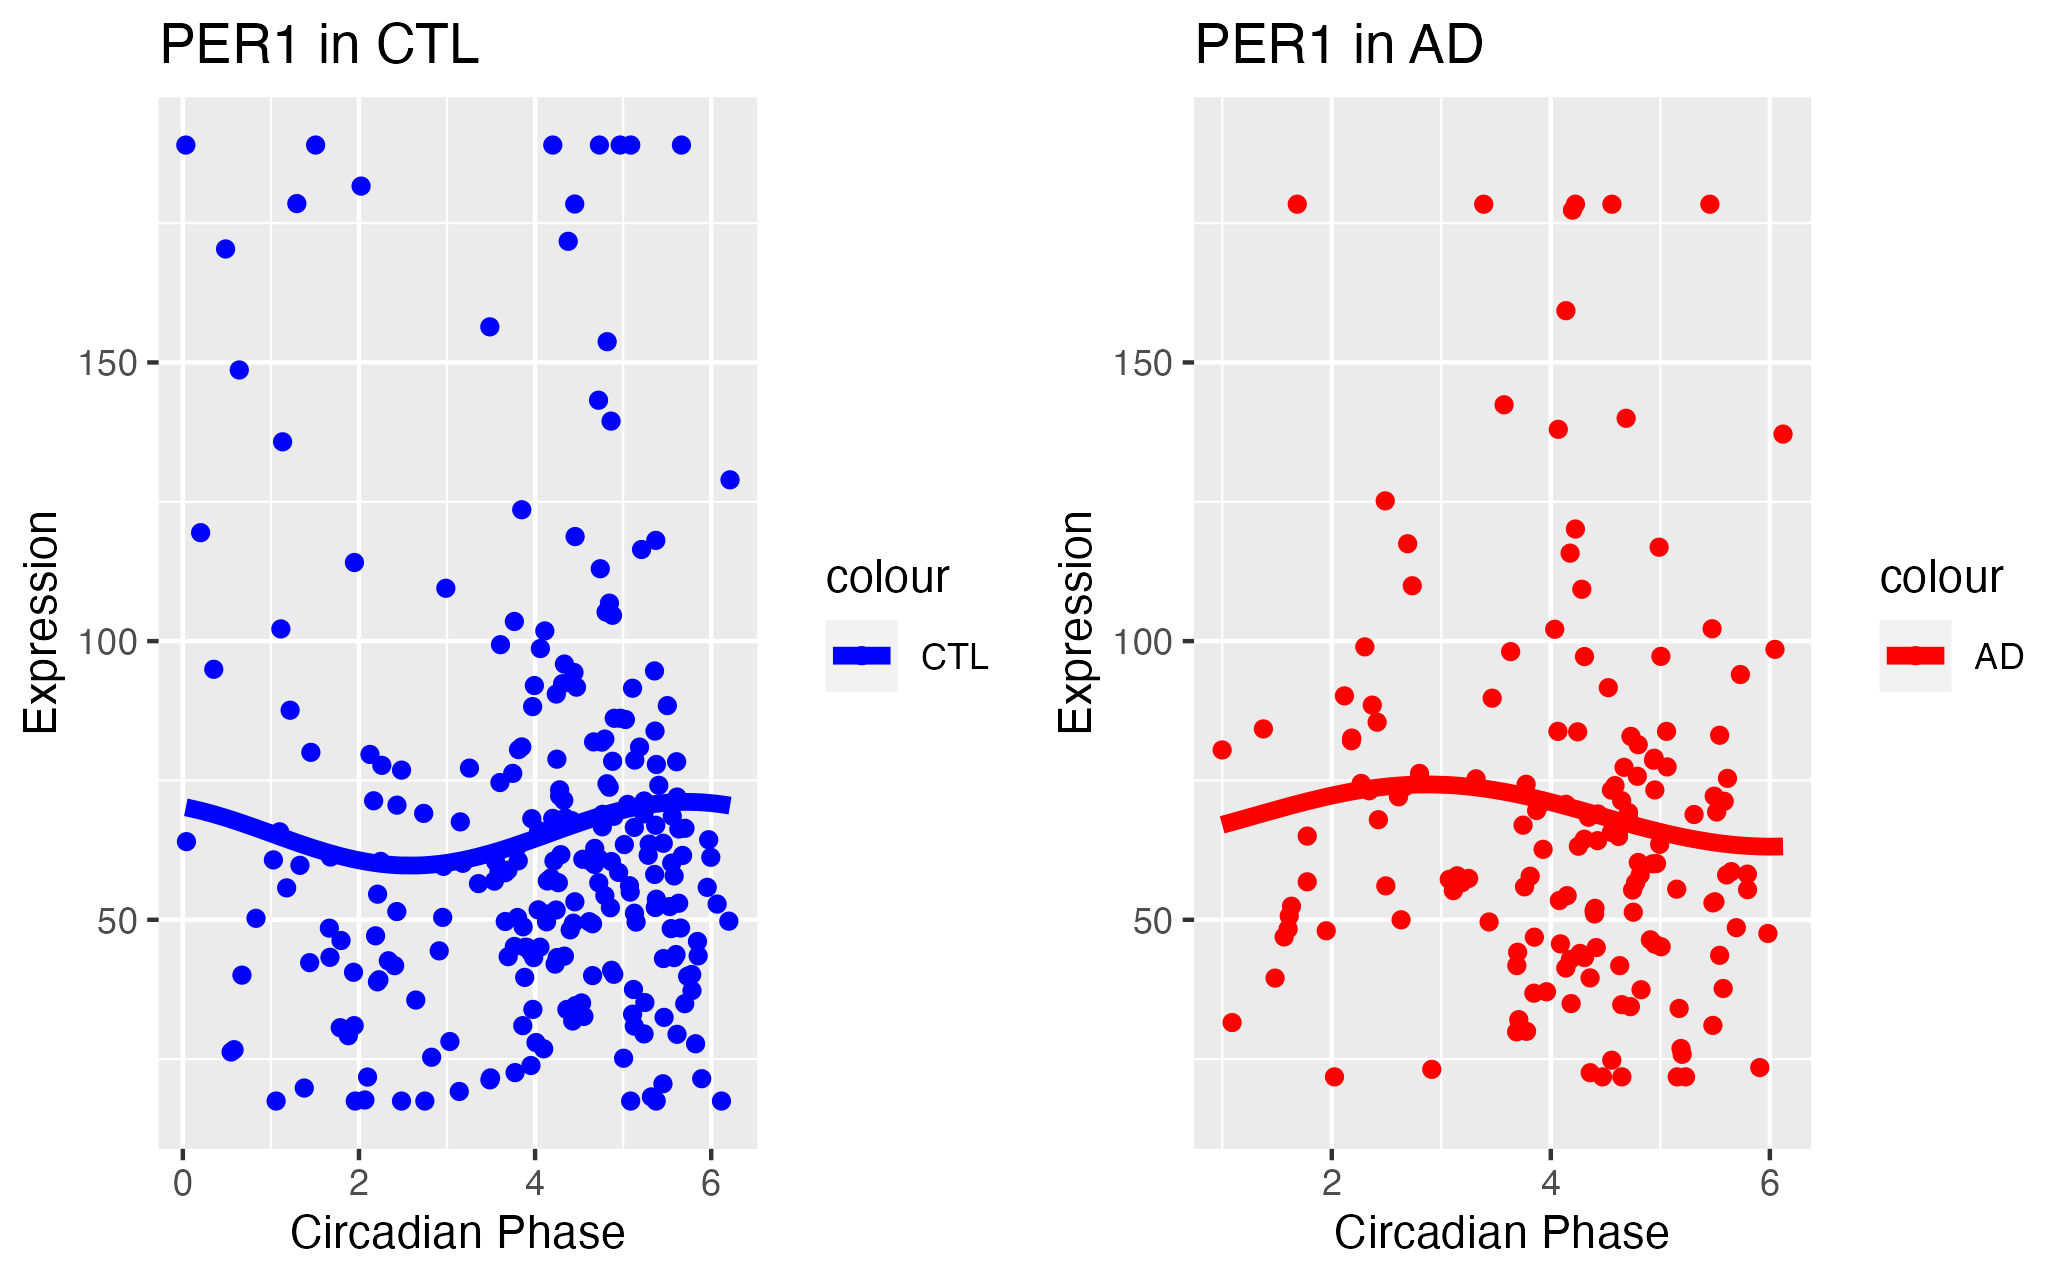 PER1 in CTL
Expression
150
100
50
0 2 4 6
Circadian Phase
colour
CTL
PER1 in AD
Expression
150
100
50
2 4 6
Circadian Phase
colour
AD